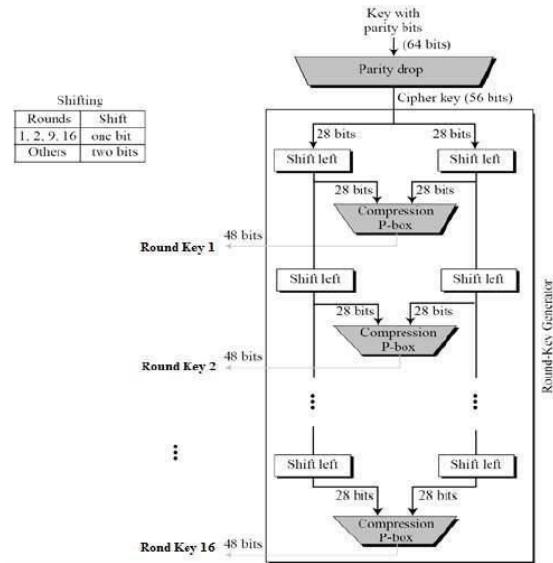 Key with
parity bits
(64 bits)
Parity drop
Cipher key (56 bits)
Shifting
Rounds Shift
1, 2, 9, 16 one bit
Others two bits
28 bits 28 bits
Shift left Shift left
28 bits 28 bits
Compression
P-box
48 bits
Round Key 1
Shift left Shift left
28 bits 28 bits
Compression
P-box
48 bits
Round Key 2
Round-Key Generator
Shift left Shift left
28 bits 28 bits
Compression
P-box
48 bits
Rond Key 16